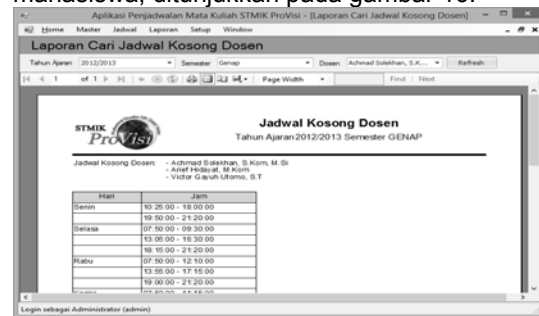 mahasiswa, ditunjukkan pada gambar 10.
Aplikasi Penjadwalan Mata Kuliah STMIK ProVisi - [Laporan Cari Jadwal Kosong Dosen]
Home Master Jadwal Laporan Setup Window
Laporan Cari Jadwal Kosong Dosen
Tahun Ajaran 2012/2013 Semester Genap Dosen Achmad Solekhan, S.K... Refresh
1 of 1 Page Width Find | Next
STMIK ProVisi
Jadwal Kosong Dosen
Tahun Ajaran 2012/2013 Semester GENAP
Jadwal Kosong Dosen: - Achmad Solekhan, S.Kom, M.Si
- Arief Hidayat, M.Kom
- Victor Gayuh Utomo, S.T
Hari Jam
Senin 10:25:00 - 18:00:00
19:50:00 - 21:20:00
Selasa 07:50:00 - 09:30:00
13:05:00 - 16:30:00
18:15:00 - 21:20:00
Rabu 07:50:00 - 12:10:00
13:55:00 - 17:15:00
19:00:00 - 21:20:00
Login sebagai Administrator (admin)